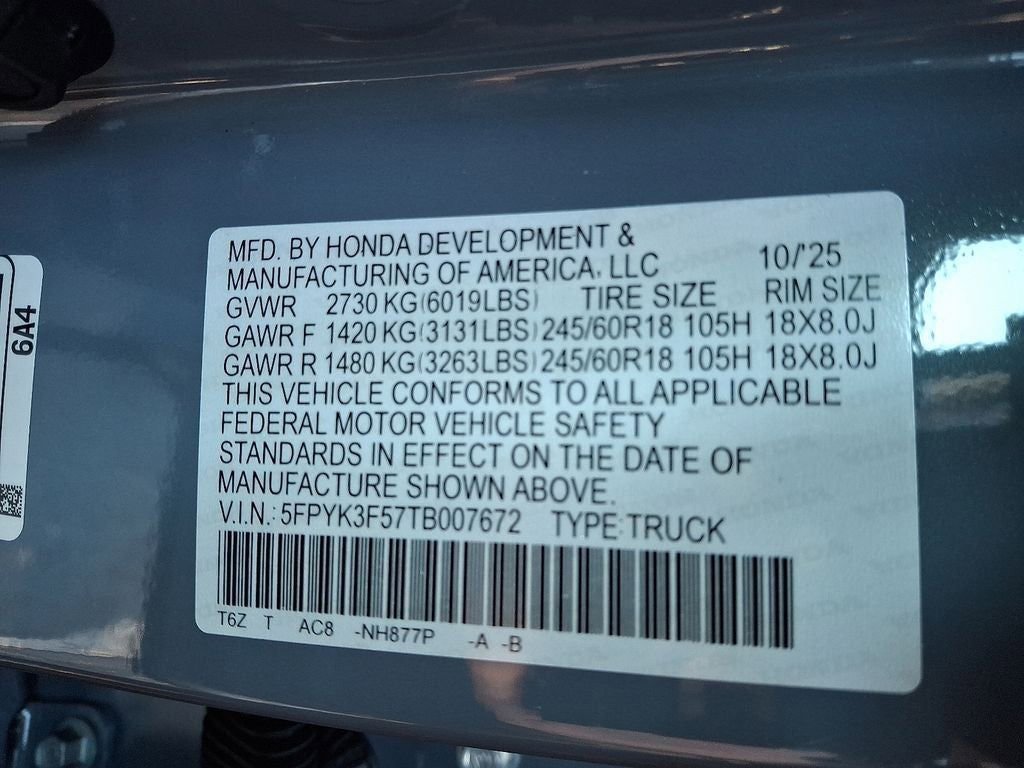 MFD. BY HONDA DEVELOPMENT &
MANUFACTURING OF AMERICA, LLC 10/'25
GVWR 2730 KG(6019LBS) TIRE SIZE RIM SIZE
GAWR F 1420 KG(3131LBS) 245/60R18 105H 18X8.0J
GAWR R 1480 KG(3263LBS) 245/60R18 105H 18X8.0J
THIS VEHICLE CONFORMS TO ALL APPLICABLE
FEDERAL MOTOR VEHICLE SAFETY
STANDARDS IN EFFECT ON THE DATE OF
MANUFACTURE SHOWN ABOVE.
V.I.N.: 5FPYK3F57TB007672 TYPE:TRUCK
T6Z T AC8 -NH877P -A -B
6A4